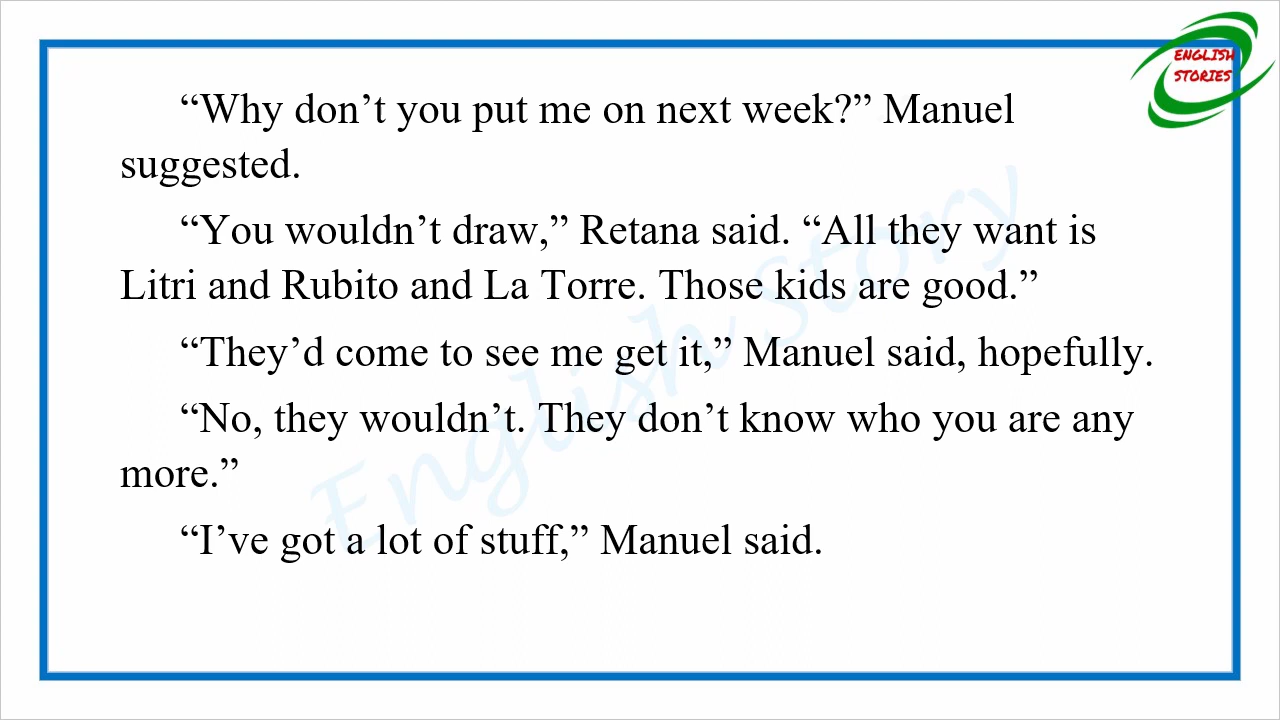 ENGLISH
STORIES
“Why don’t you put me on next week?” Manuel
suggested.
“You wouldn’t draw,” Retana said. “All they want is
Litri and Rubito and La Torre. Those kids are good.”
“They’d come to see me get it,” Manuel said, hopefully.
“No, they wouldn’t. They don’t know who you are any
more.”
“I’ve got a lot of stuff,” Manuel said.
English Story